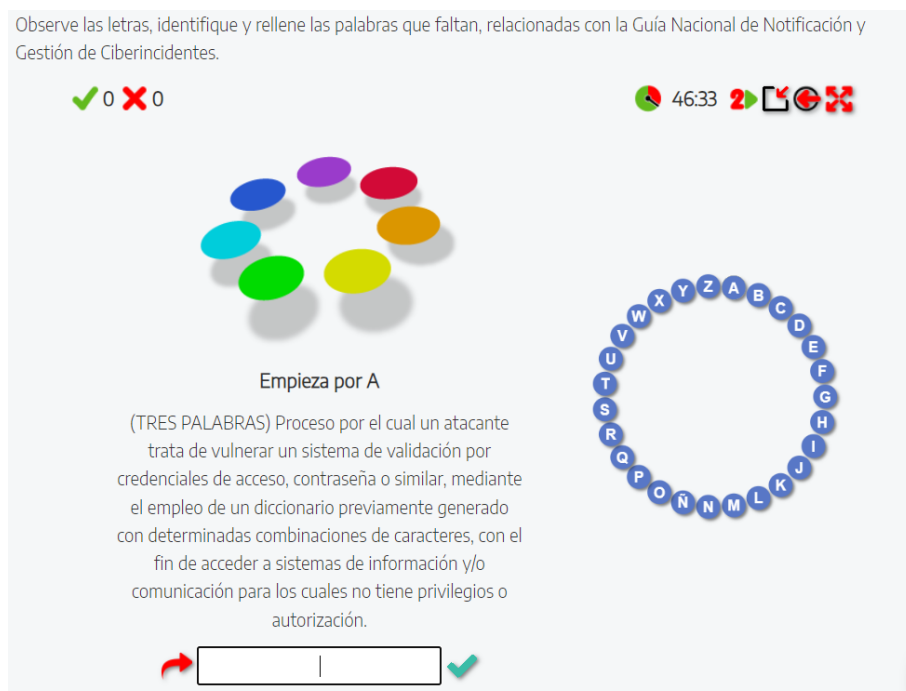 Observe las letras, identifique y rellene las palabras que faltan, relacionadas con la Guía Nacional de Notificación y
Gestión de Ciberincidentes.
0 0
46:33 2
Empieza por A
(TRES PALABRAS) Proceso por el cual un atacante
trata de vulnerar un sistema de validación por
credenciales de acceso, contraseña o similar, mediante
el empleo de un diccionario previamente generado
con determinadas combinaciones de caracteres, con el
fin de acceder a sistemas de información y/o
comunicación para los cuales no tiene privilegios o
autorización.
A
B
C
D
E
F
G
H
I
J
K
L
M
N
Ñ
O
P
Q
R
S
T
U
V
W
X
Y
Z